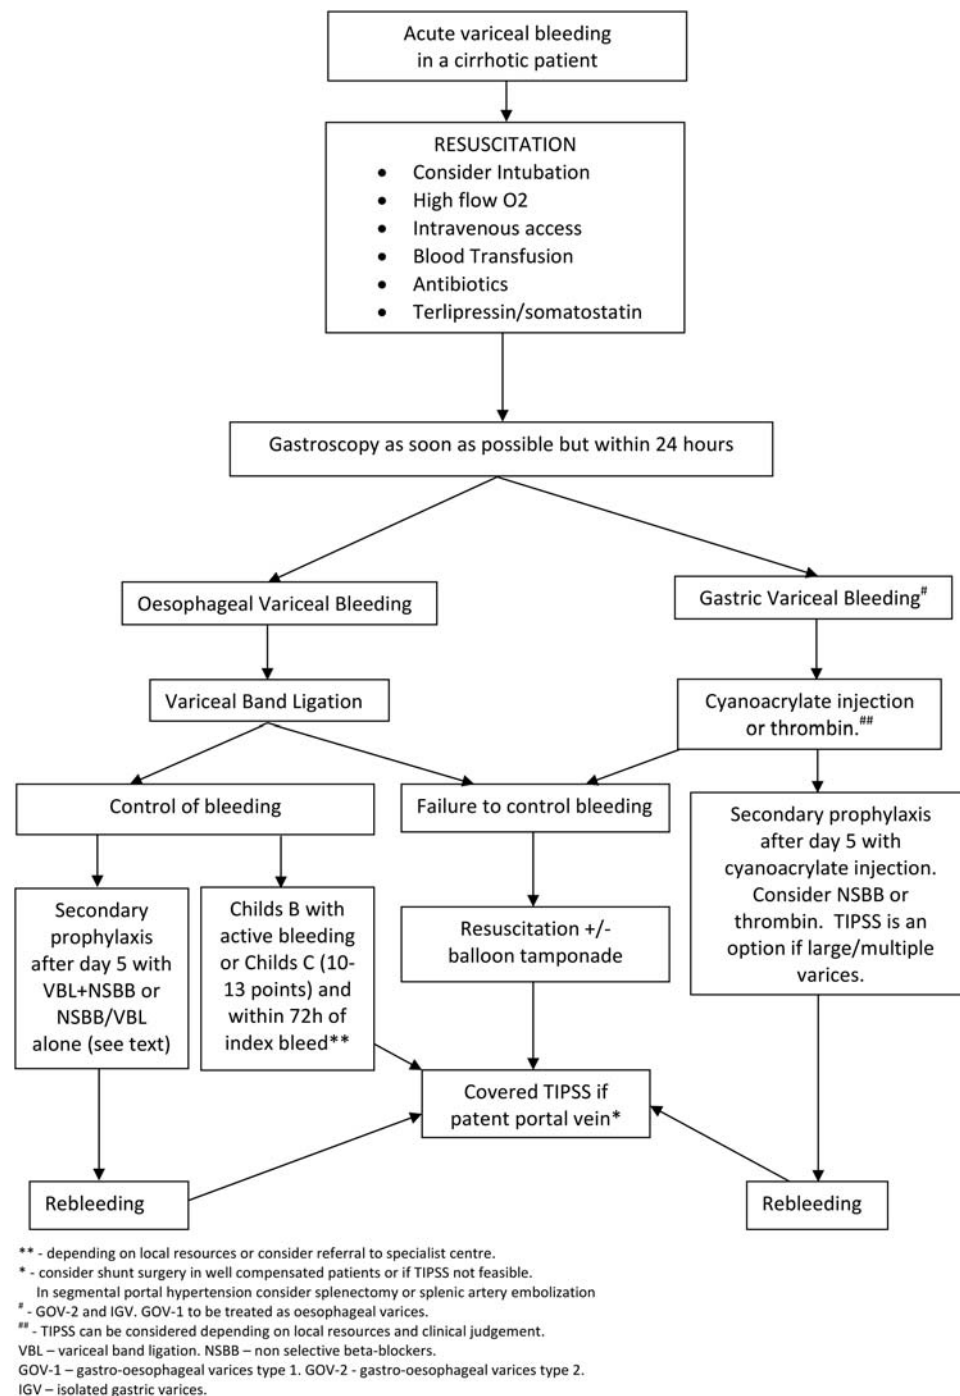 Acute variceal bleeding
in a cirrhotic patient
RESUSCITATION
• Consider Intubation
• High flow O2
• Intravenous access
• Blood Transfusion
• Antibiotics
• Terlipressin/somatostatin
Gastroscopy as soon as possible but within 24 hours
Oesophageal Variceal Bleeding
Gastric Variceal Bleeding#
Variceal Band Ligation
Cyanoacrylate injection
or thrombin.##
Control of bleeding
Failure to control bleeding
Secondary prophylaxis
after day 5 with
cyanoacrylate injection.
Consider NSBB or
thrombin. TIPSS is an
option if large/multiple
varices.
Secondary
prophylaxis
after day 5 with
VBL+NSBB or
NSBB/VBL
alone (see text)
Childs B with
active bleeding
or Childs C (10-
13 points) and
within 72h of
index bleed**
Resuscitation +/-
balloon tamponade
Covered TIPSS if
patent portal vein*
Rebleeding
Rebleeding
** - depending on local resources or consider referral to specialist centre.
* - consider shunt surgery in well compensated patients or if TIPSS not feasible.
In segmental portal hypertension consider splenectomy or splenic artery embolization
# - GOV-2 and IGV. GOV-1 to be treated as oesophageal varices.
## - TIPSS can be considered depending on local resources and clinical judgement.
VBL – variceal band ligation. NSBB – non selective beta-blockers.
GOV-1 – gastro-oesophageal varices type 1. GOV-2 - gastro-oesophageal varices type 2.
IGV – isolated gastric varices.